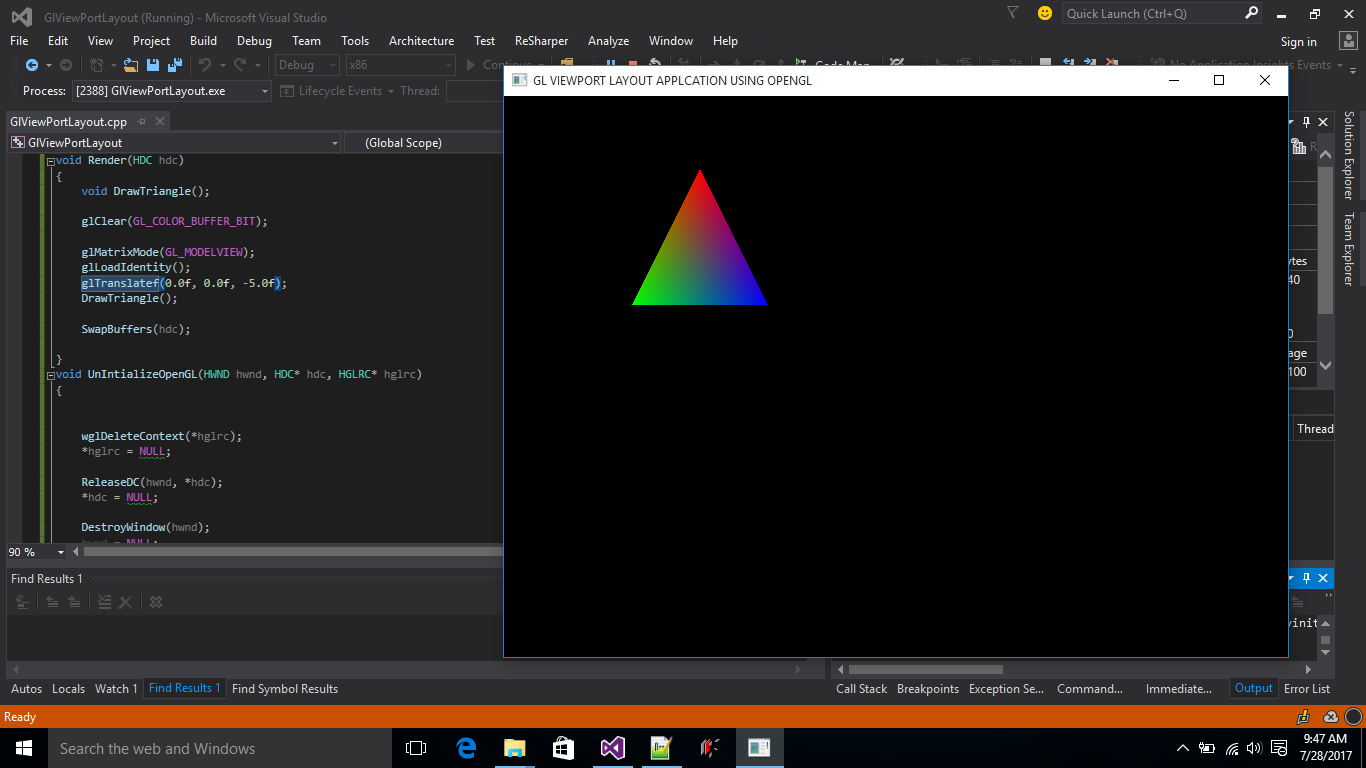 GlViewPortLayout (Running) - Microsoft Visual Studio
Quick Launch (Ctrl+Q)
File Edit View Project Build Debug Team Tools Architecture Test ReSharper Analyze Window Help
Sign in
Debug x86 Continue Code Map No Application Insights Events
Process: [2388] GlViewPortLayout.exe Lifecycle Events Thread:
GL VIEWPORT LAYOUT APPLCATION USING OPENGL
GlViewPortLayout.cpp
GlViewPortLayout (Global Scope)
void Render(HDC hdc)
{
void DrawTriangle();
glClear(GL_COLOR_BUFFER_BIT);
glMatrixMode(GL_MODELVIEW);
glLoadIdentity();
glTranslatef(0.0f, 0.0f, -5.0f);
DrawTriangle();
SwapBuffers(hdc);
}
void UnIntializeOpenGL(HWND hwnd, HDC* hdc, HGLRC* hglrc)
{
wglDeleteContext(*hglrc);
*hglrc = NULL;
ReleaseDC(hwnd, *hdc);
*hdc = NULL;
DestroyWindow(hwnd);
hwnd = NULL;
90 %
Solution Explorer
Team Explorer
ytes
40
0
age
100
Thread
Find Results 1
vinit
Autos Locals Watch 1 Find Results 1 Find Symbol Results
Call Stack Breakpoints Exception Se... Command... Immediate... Output Error List
Ready
Search the web and Windows
9:47 AM
7/28/2017